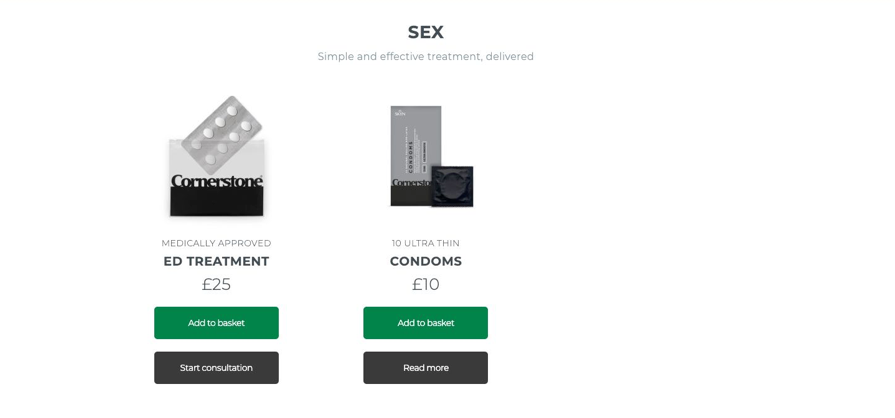 SEX
Simple and effective treatment, delivered
Cornerstone
CONDOMS
Cornerstone
MEDICALLY APPROVED
ED TREATMENT
£25
Add to basket
Start consultation
10 ULTRA THIN
CONDOMS
£10
Add to basket
Read more